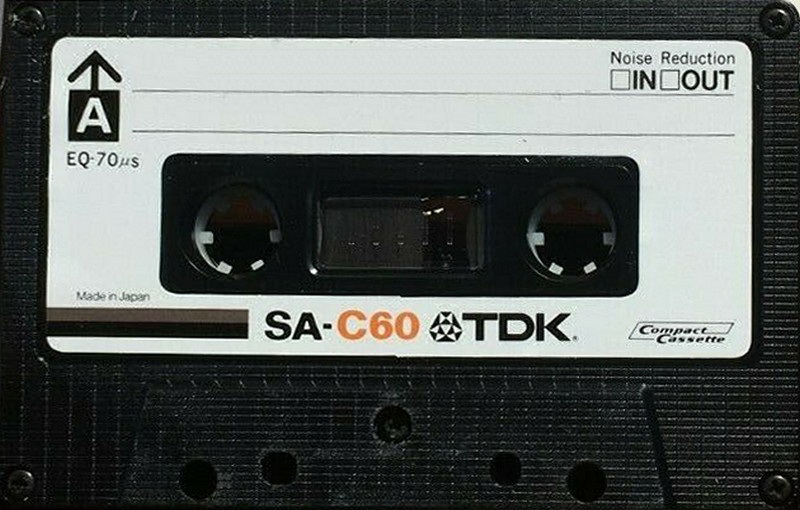 Noise Reduction
□IN□OUT
A
EQ-70μs
Made in Japan
SA-C60 TDK
Compact
Cassette